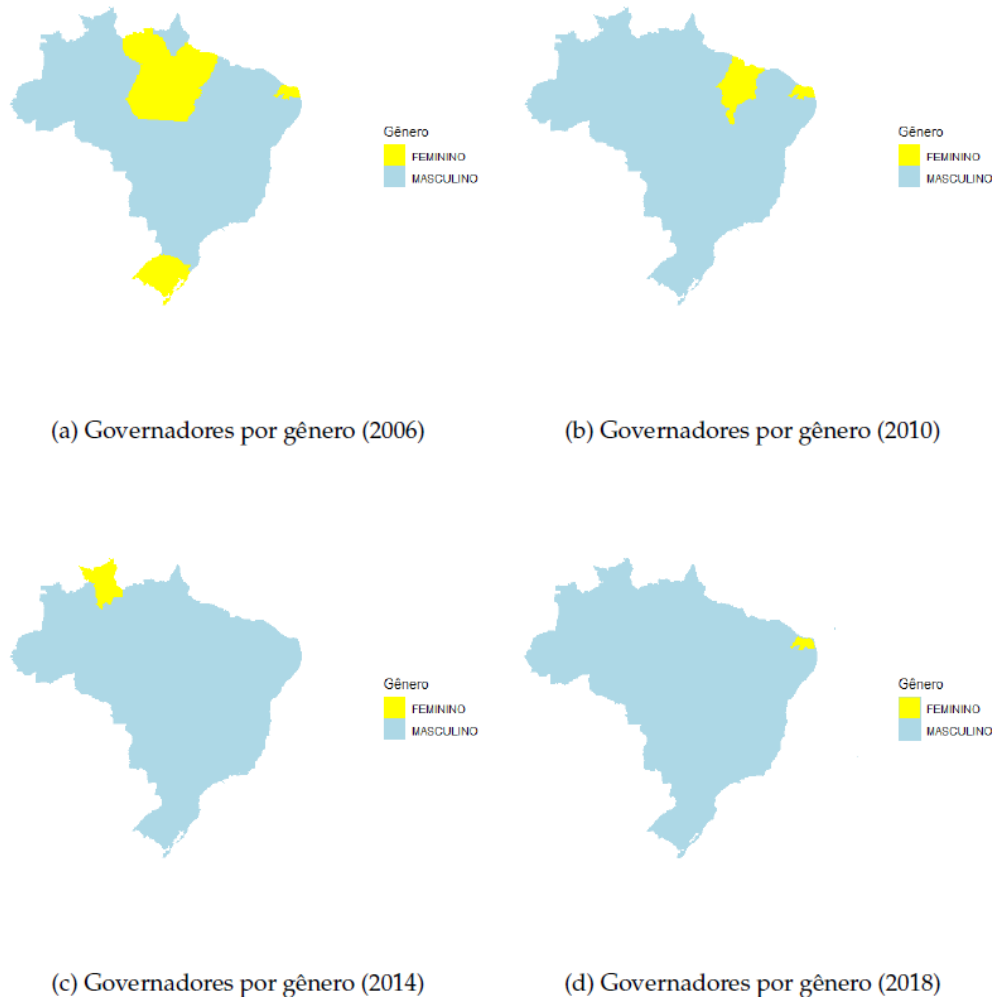 Gênero
FEMININO
MASCULINO
Gênero
FEMININO
MASCULINO
(a) Governadores por gênero (2006)
(b) Governadores por gênero (2010)
Gênero
FEMININO
MASCULINO
Gênero
FEMININO
MASCULINO
(c) Governadores por gênero (2014)
(d) Governadores por gênero (2018)